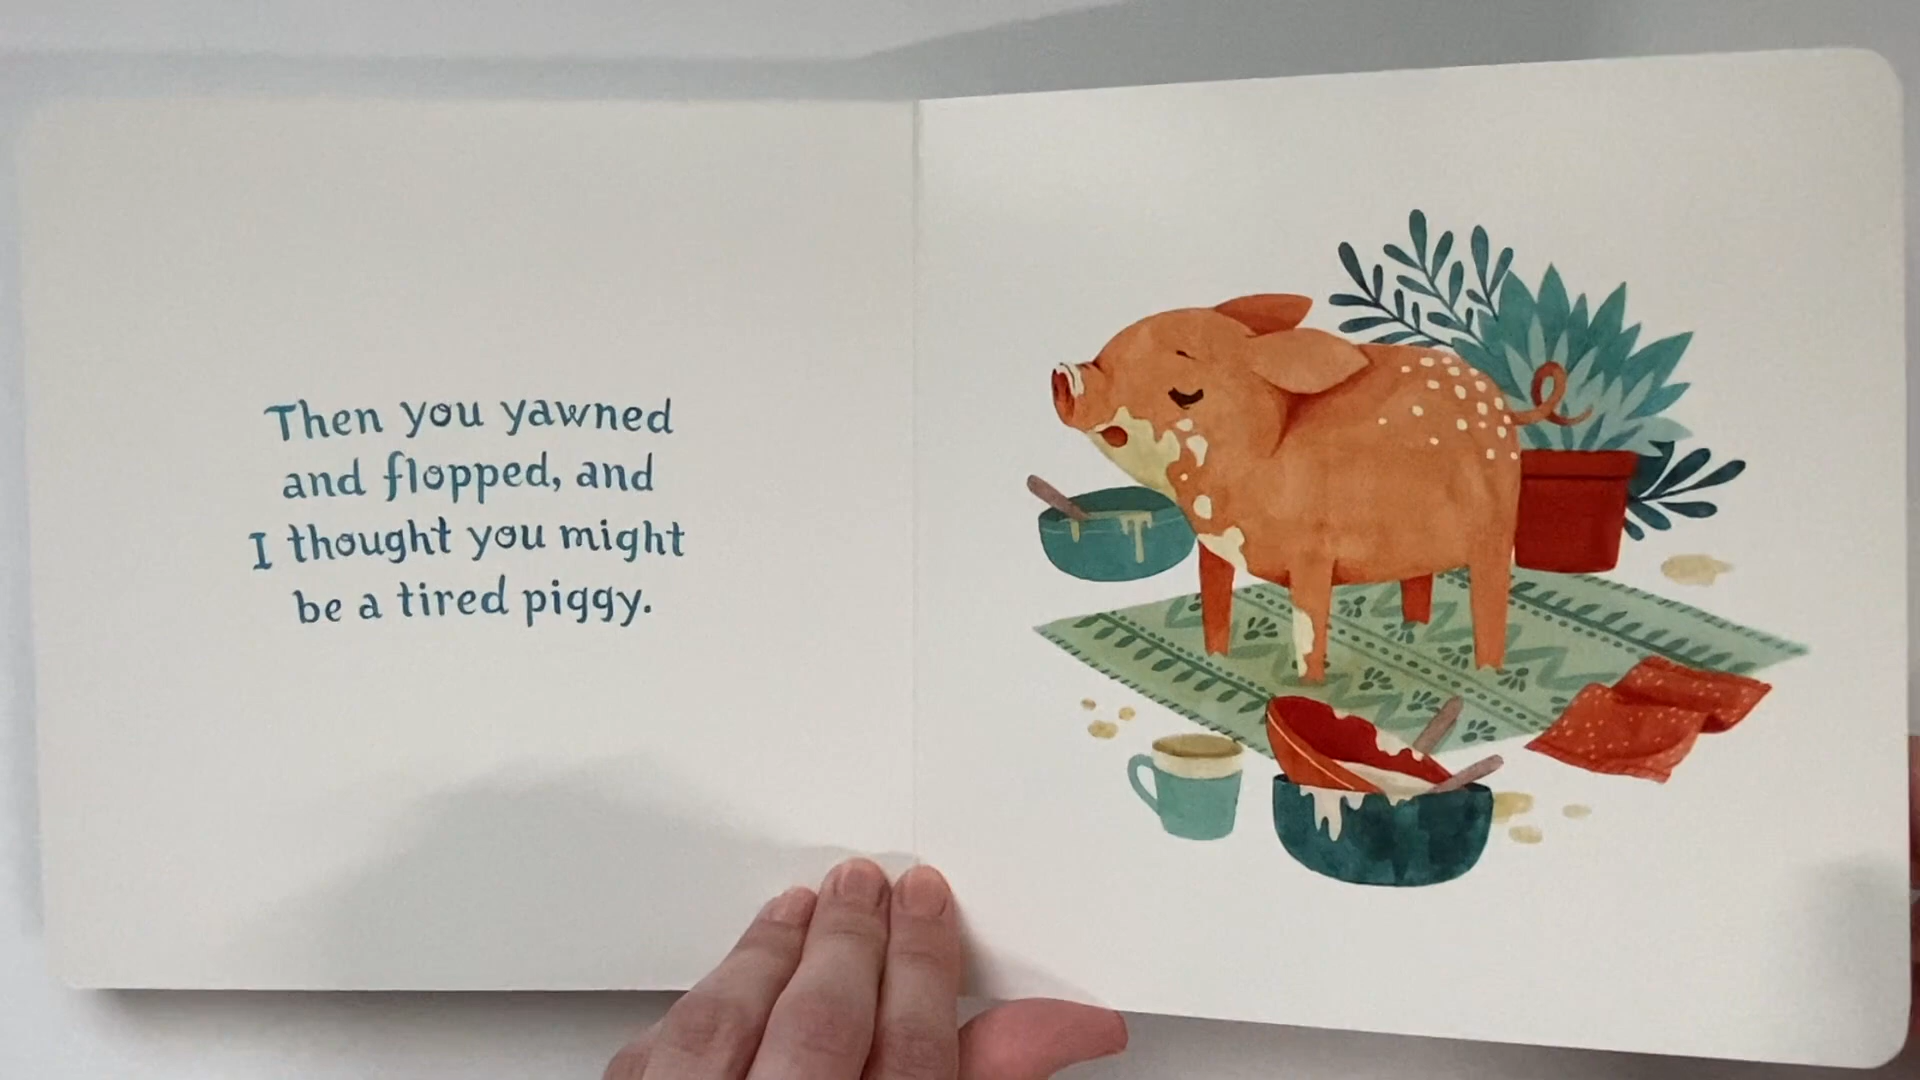 Then you yawned
and flopped, and
I thought you might
be a tired piggy.